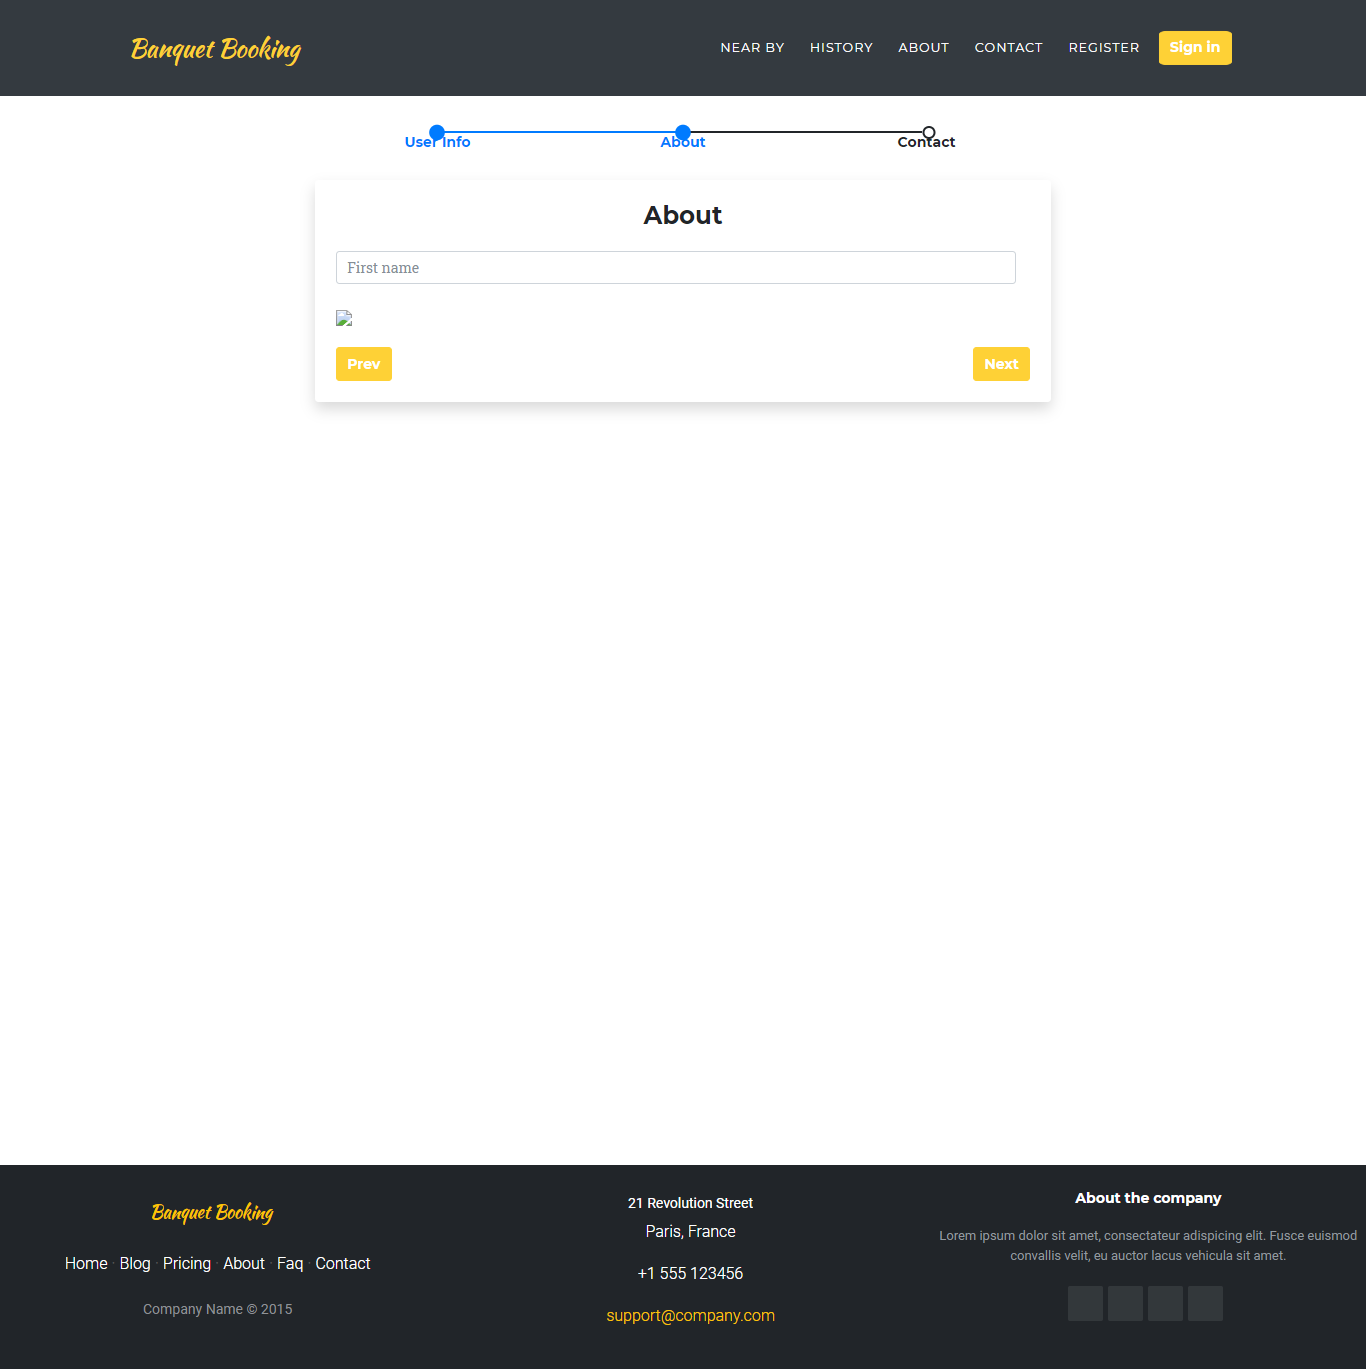 Banquet Booking
NEAR BY HISTORY ABOUT CONTACT REGISTER Sign in
User Info About Contact
About
First name
Prev Next
Banquet Booking
Home · Blog · Pricing · About · Faq · Contact
Company Name © 2015
21 Revolution Street
Paris, France
+1 555 123456
support@company.com
About the company
Lorem ipsum dolor sit amet, consectateur adispicing elit. Fusce euismod
convallis velit, eu auctor lacus vehicula sit amet.